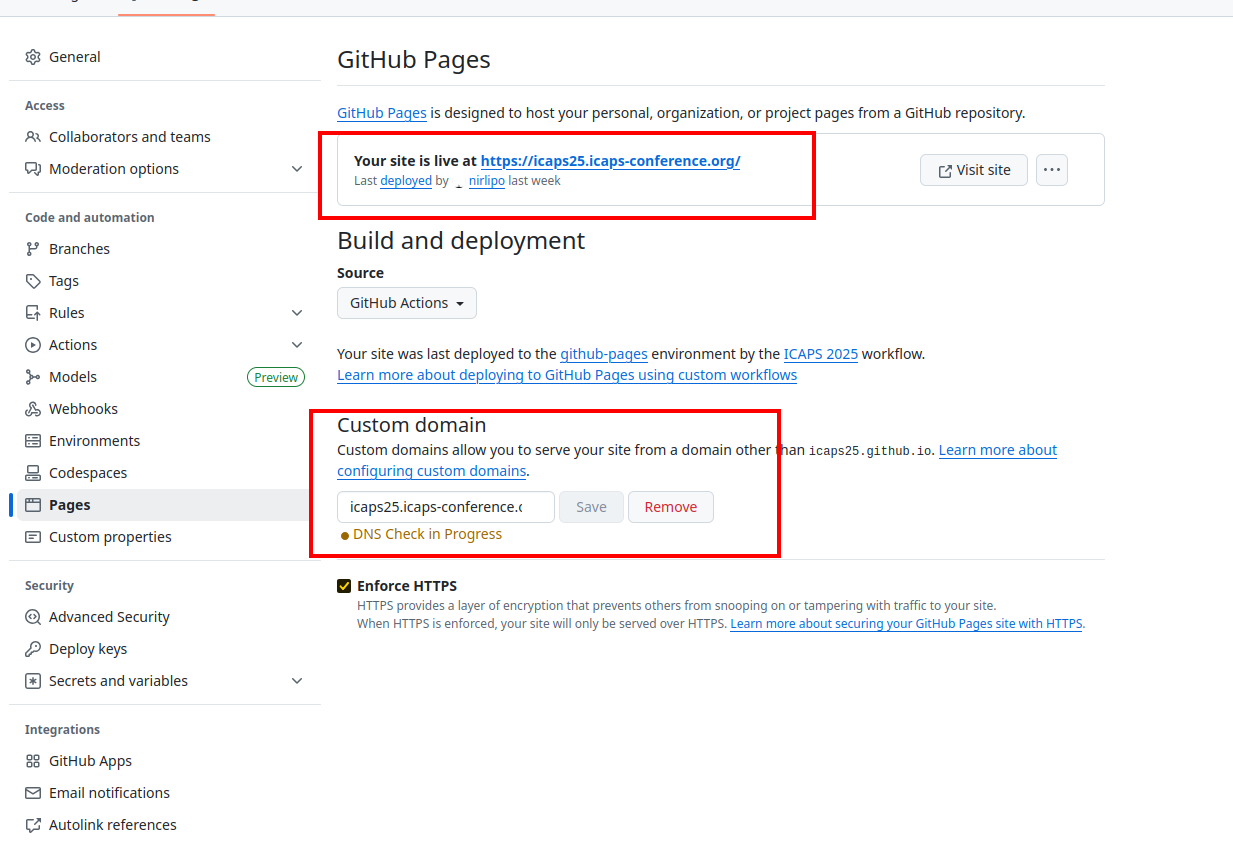 General
Access
Collaborators and teams
Moderation options
Code and automation
Branches
Tags
Rules
Actions
Models Preview
Webhooks
Environments
Codespaces
Pages
Custom properties
Security
Advanced Security
Deploy keys
Secrets and variables
Integrations
GitHub Apps
Email notifications
Autolink references
GitHub Pages
GitHub Pages is designed to host your personal, organization, or project pages from a GitHub repository.
Your site is live at https://icaps25.icaps-conference.org/
Last deployed by nirlipo last week
Visit site
Build and deployment
Source
GitHub Actions
Your site was last deployed to the github-pages environment by the ICAPS 2025 workflow.
Learn more about deploying to GitHub Pages using custom workflows
Custom domain
Custom domains allow you to serve your site from a domain other than icaps25.github.io. Learn more about
configuring custom domains.
icaps25.icaps-conference.c Save Remove
DNS Check in Progress
Enforce HTTPS
HTTPS provides a layer of encryption that prevents others from snooping on or tampering with traffic to your site.
When HTTPS is enforced, your site will only be served over HTTPS. Learn more about securing your GitHub Pages site with HTTPS.